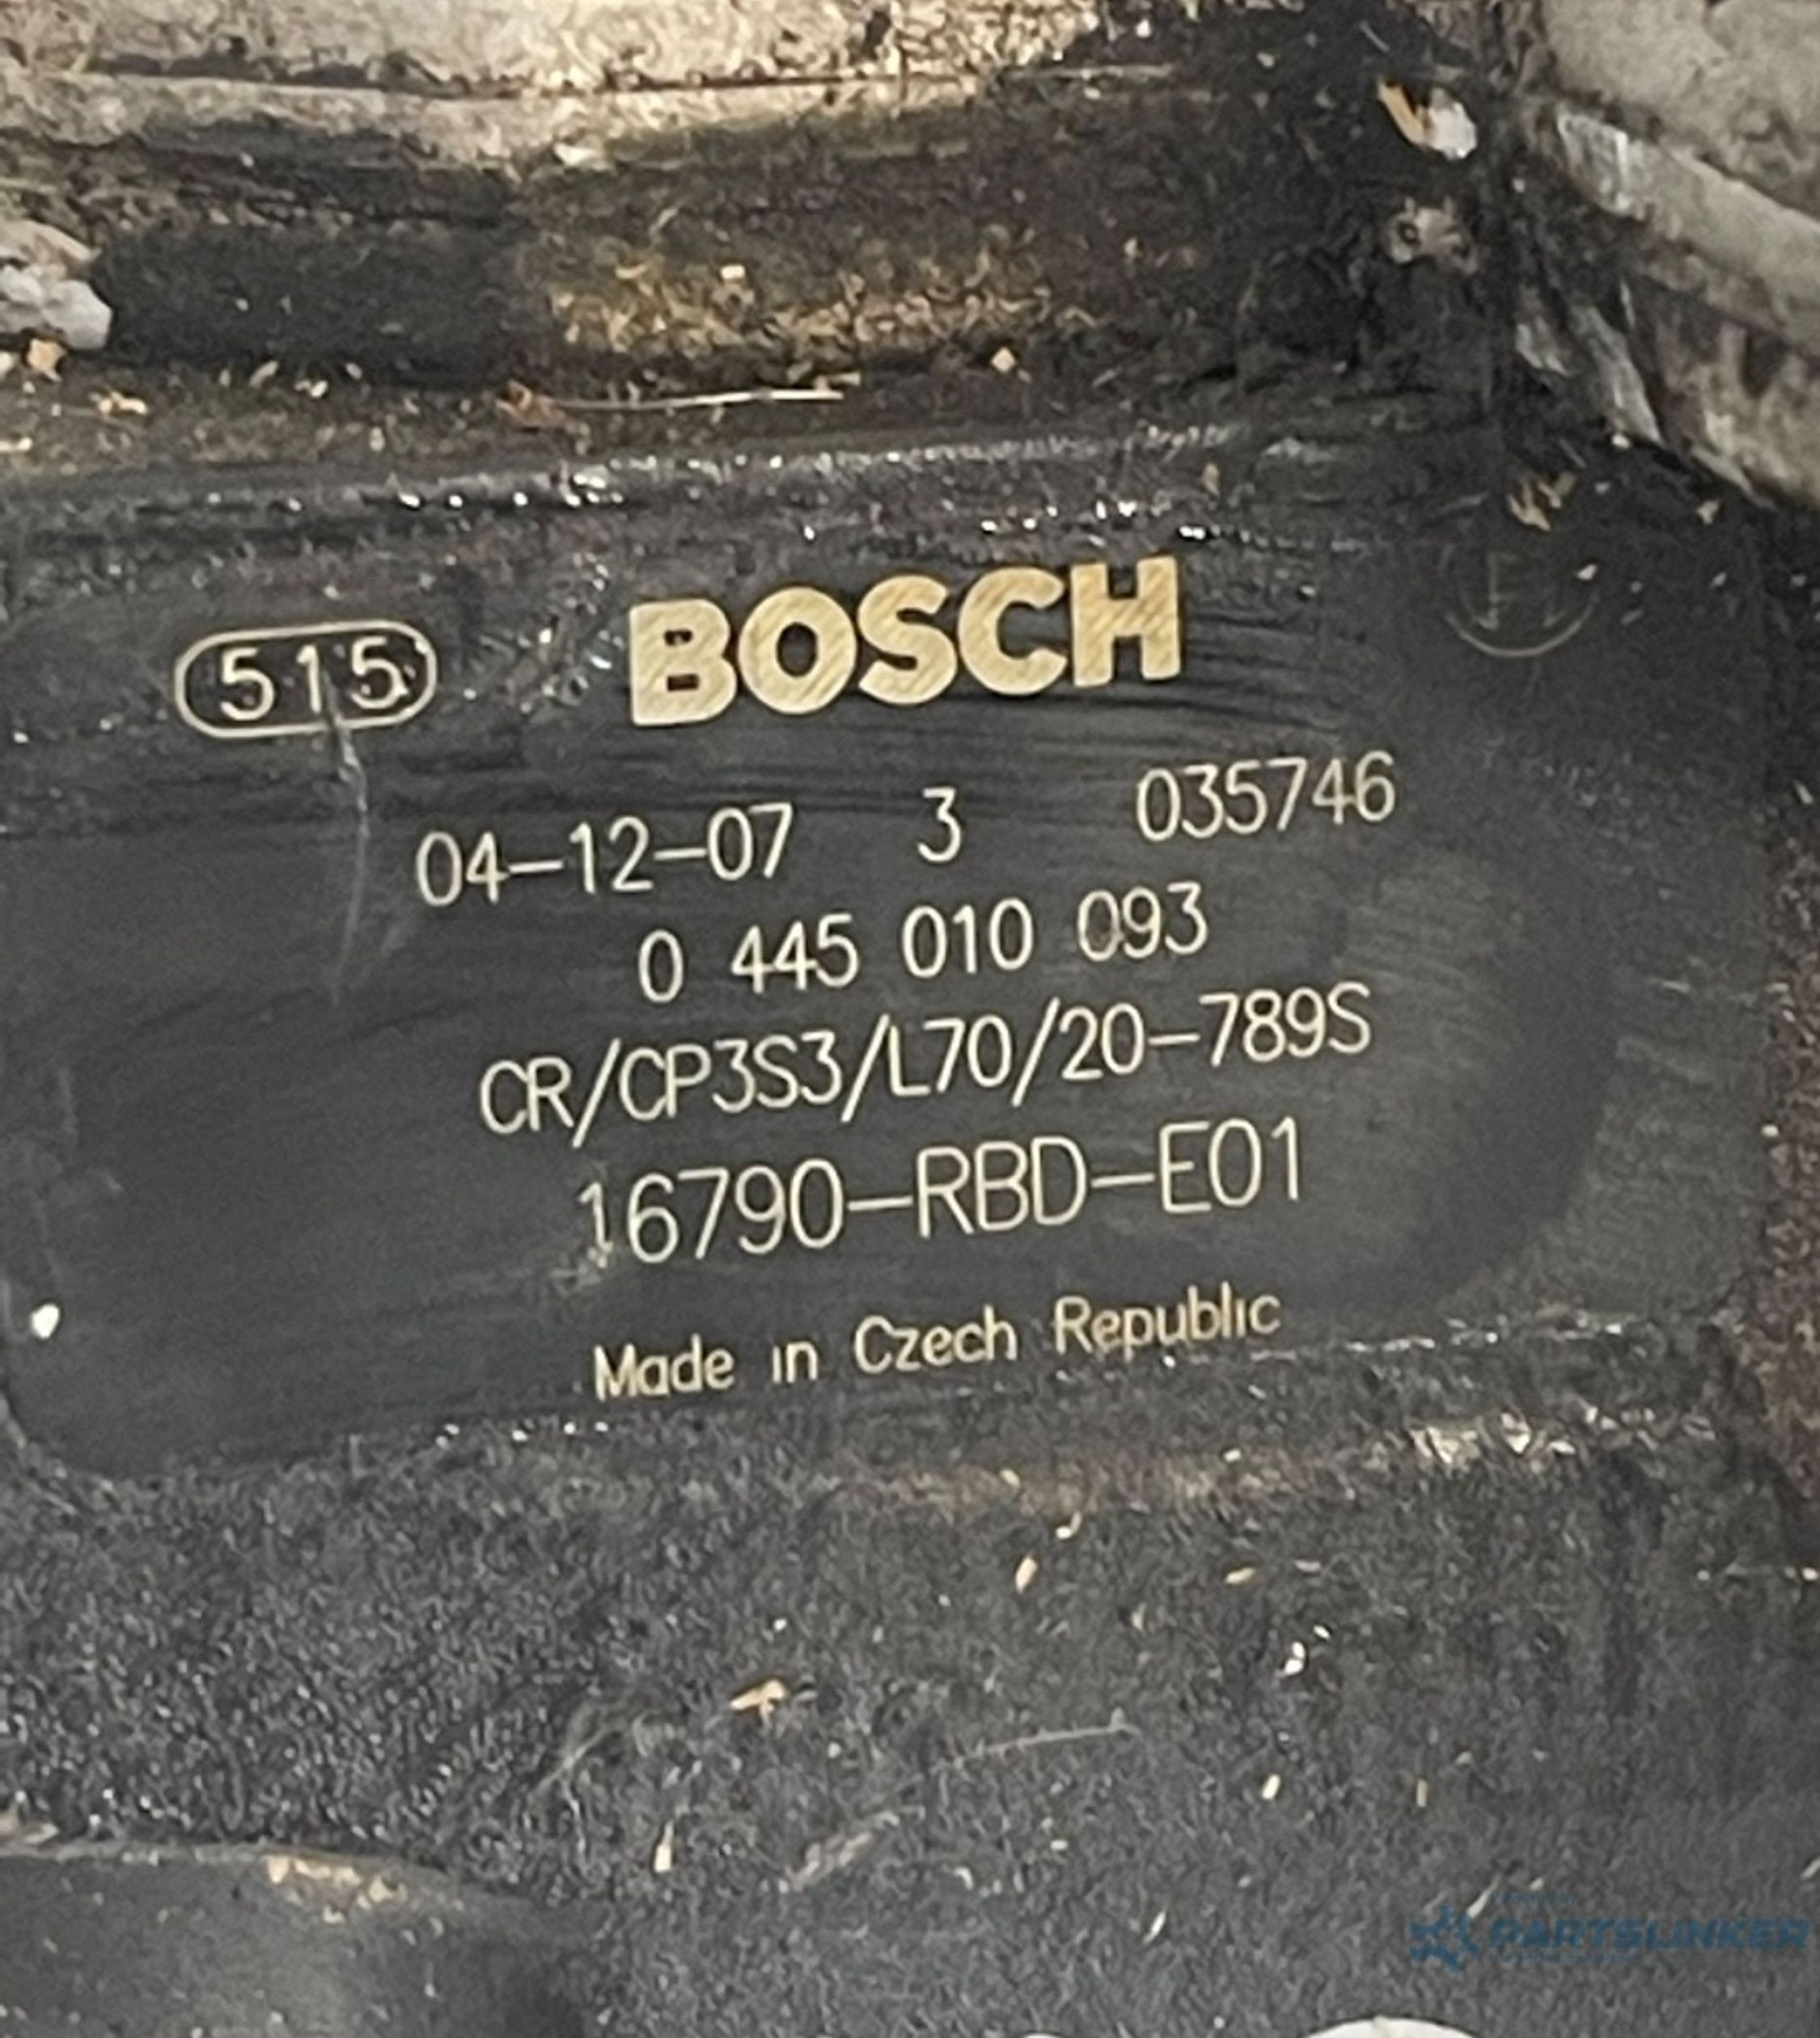 515 BOSCH
04-12-07 3 035746
0 445 010 093
CR/CP3S3/L70/20-789S
16790-RBD-E01
Made in Czech Republic
PARTSLINKER